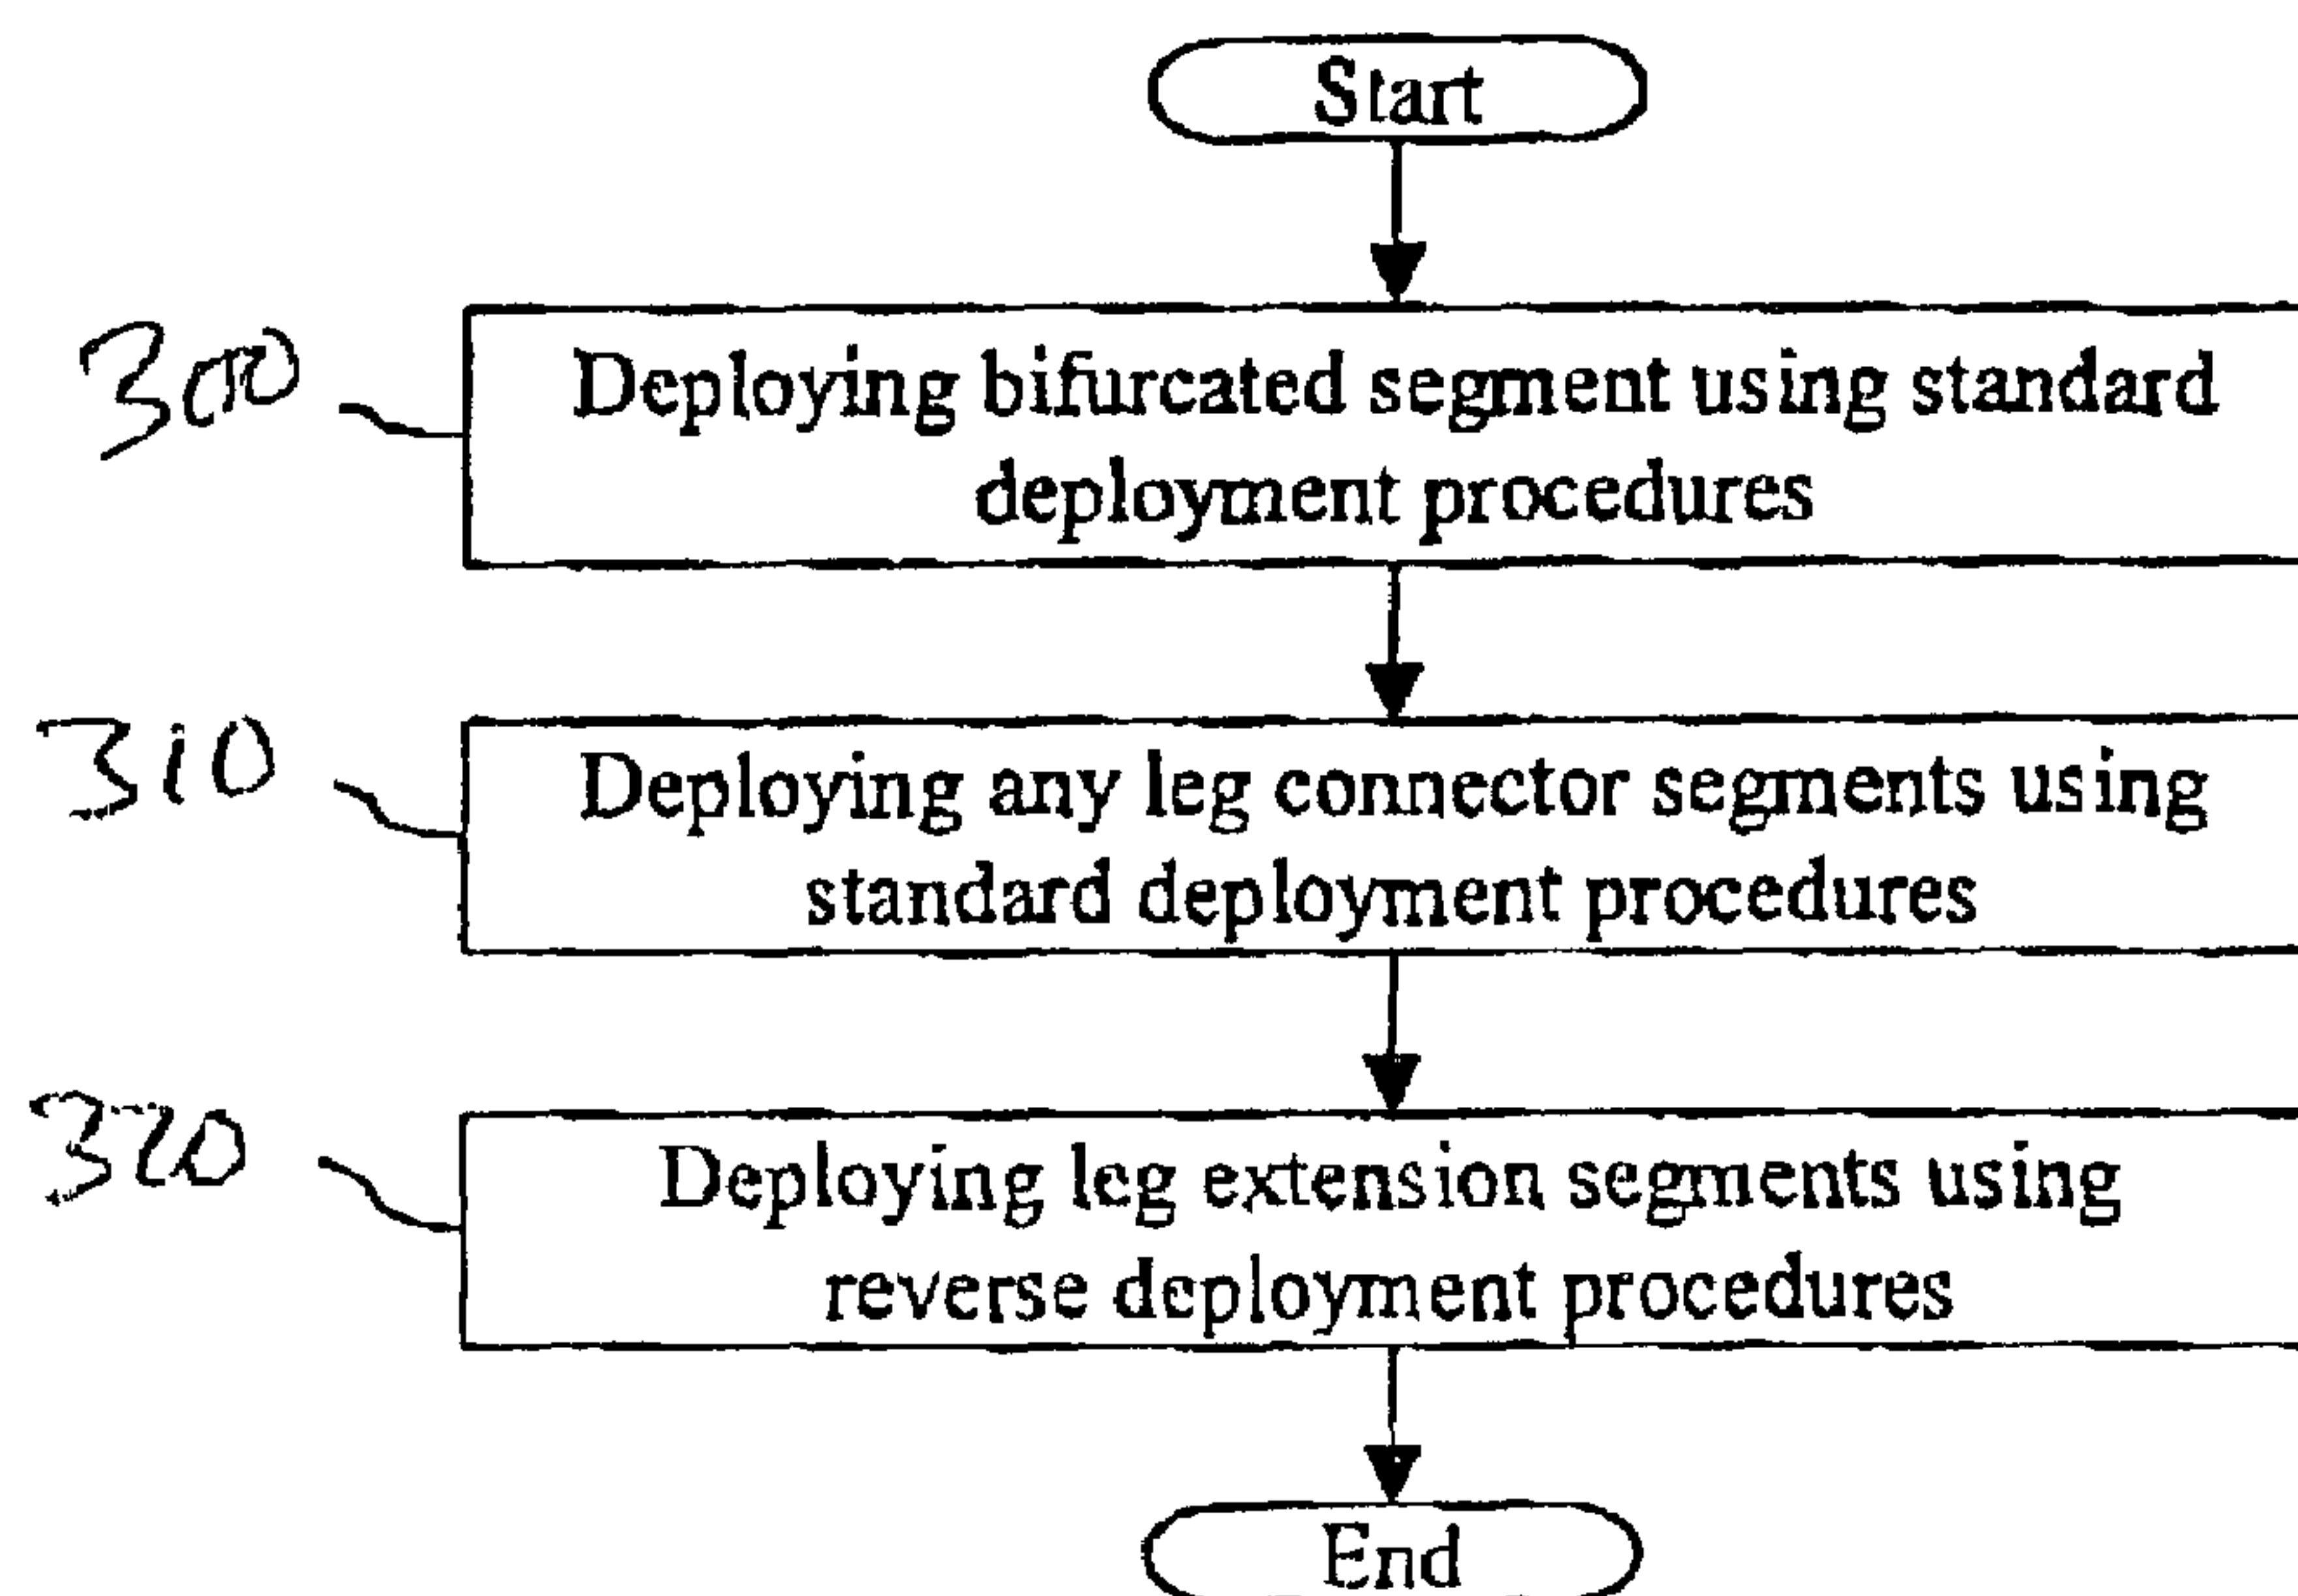 Start
300
Deploying bifurcated segment using standard
deployment procedures
310
Deploying any leg connector segments using
standard deployment procedures
320
Deploying leg extension segments using
reverse deployment procedures
End